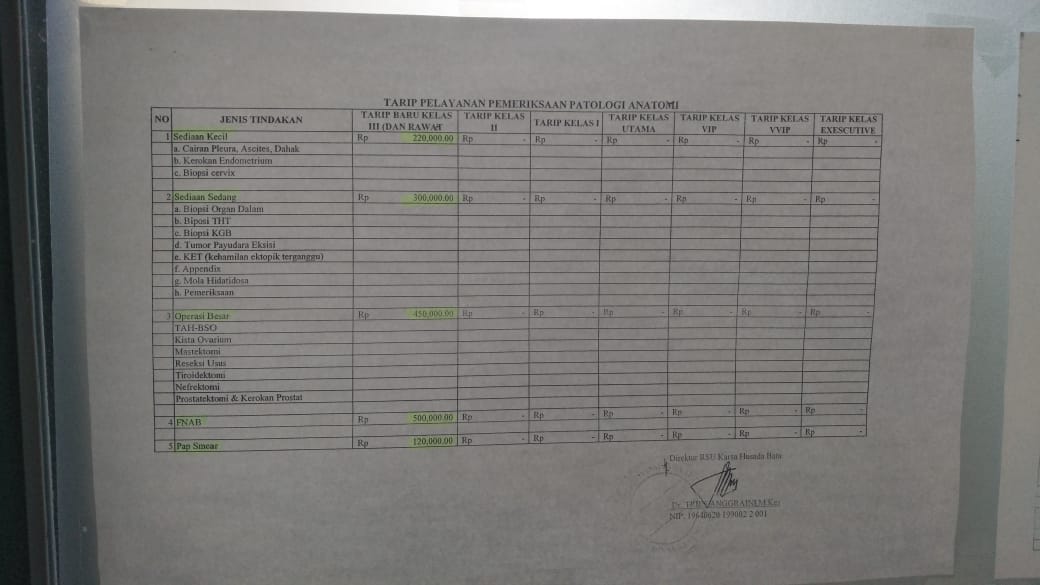 TARIP PELAYANAN PEMERIKSAAN PATOLOGI ANATOMI
NO JENIS TINDAKAN TARIP BARU KELAS III (DAN RAWAT TARIP KELAS II TARIP KELAS I TARIP KELAS UTAMA TARIP KELAS VIP TARIP KELAS VVIP TARIP KELAS EXSECUTIVE
1 Sediaan Kecil Rp 220,000.00 Rp - Rp - Rp - Rp - Rp - Rp -
a. Cairan Pleura, Ascites, Dahak
b. Kerokan Endometrium
c. Biopsi cervix
2 Sediaan Sedang Rp 300,000.00 Rp - Rp - Rp - Rp - Rp - Rp -
a. Biopsi Organ Dalam
b. Biposi THT
c. Biopsi KGB
d. Tumor Payudara Eksisi
e. KET (kehamilan ektopik terganggu)
f. Appendix
g. Mola Hidatidosa
h. Pemeriksaan
3 Operasi Besar Rp 450,000.00 Rp - Rp - Rp - Rp - Rp - Rp -
TAH-BSO
Kista Ovarium
Mastektomi
Reseksi Usus
Tiroidektomi
Nefrektomi
Prostatektomi & Kerokan Prostat
4 FNAB Rp 500,000.00 Rp - Rp - Rp - Rp - Rp - Rp -
5 Pap Smear Rp 120,000.00 Rp - Rp - Rp - Rp - Rp - Rp -
Direktur RSU Karsa Husada Batu
Dr. ANGGRAINI,M.Kes
NIP. 19640620 199002 2 001